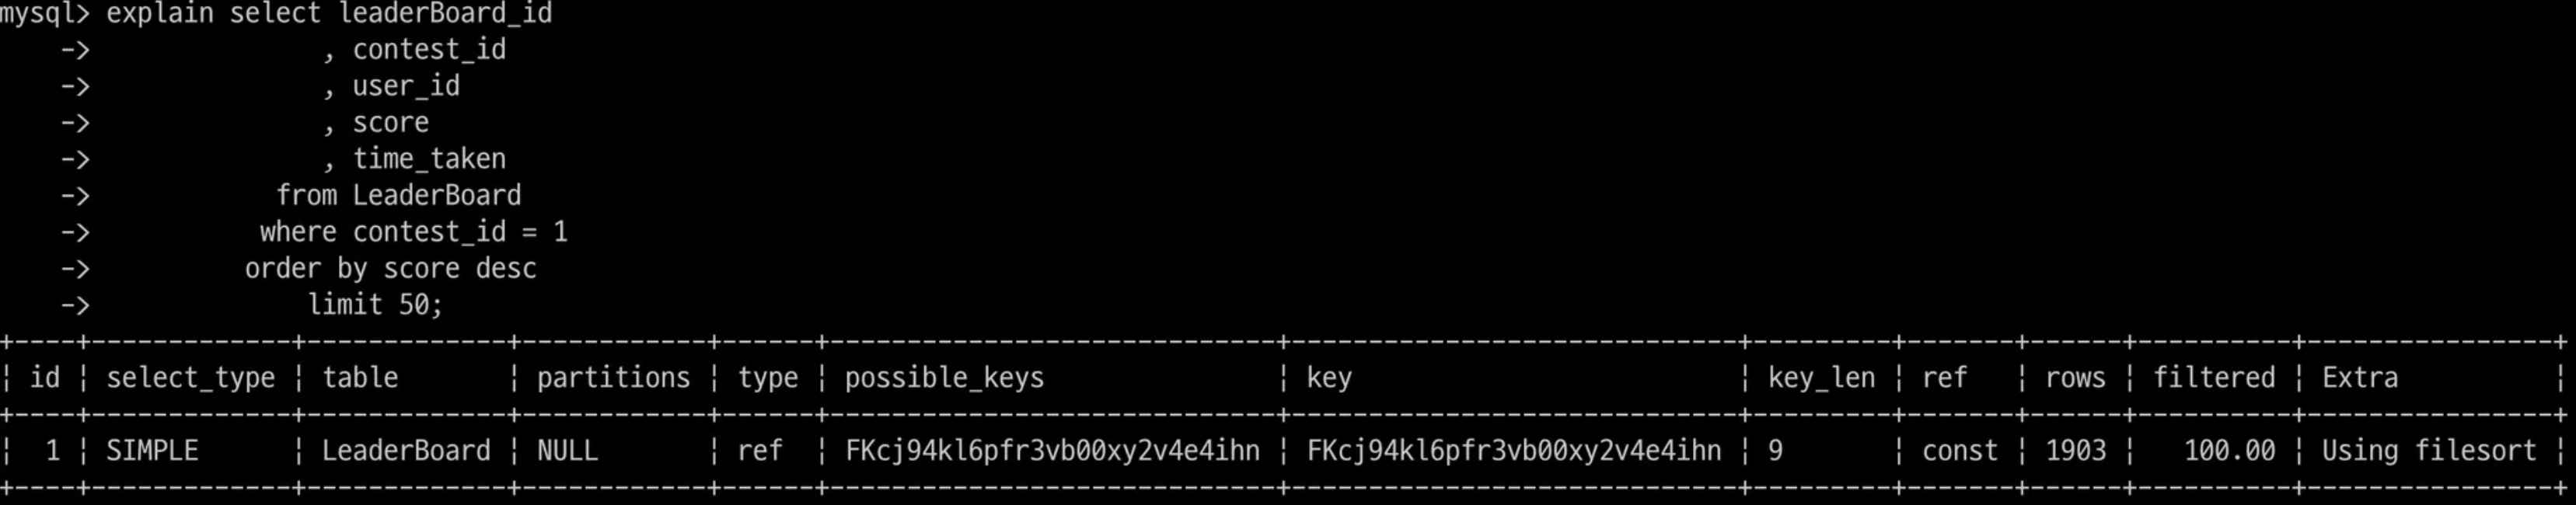 mysql> explain select leaderBoard_id
    ->               , contest_id
    ->               , user_id
    ->               , score
    ->               , time_taken
    ->            from LeaderBoard
    ->           where contest_id = 1
    ->          order by score desc
    ->              limit 50;
+----+-------------+-------------+------------+------+-----------------------------+-----------------------------+---------+-------+------+----------+----------------+
¦ id ¦ select_type ¦ table       ¦ partitions ¦ type ¦ possible_keys               ¦ key                         ¦ key_len ¦ ref   ¦ rows ¦ filtered ¦ Extra          ¦
+----+-------------+-------------+------------+------+-----------------------------+-----------------------------+---------+-------+------+----------+----------------+
¦  1 ¦ SIMPLE      ¦ LeaderBoard ¦ NULL       ¦ ref  ¦ FKcj94kl6pfr3vb00xy2v4e4ihn ¦ FKcj94kl6pfr3vb00xy2v4e4ihn ¦ 9       ¦ const ¦ 1903 ¦   100.00 ¦ Using filesort ¦
+----+-------------+-------------+------------+------+-----------------------------+-----------------------------+---------+-------+------+----------+----------------+